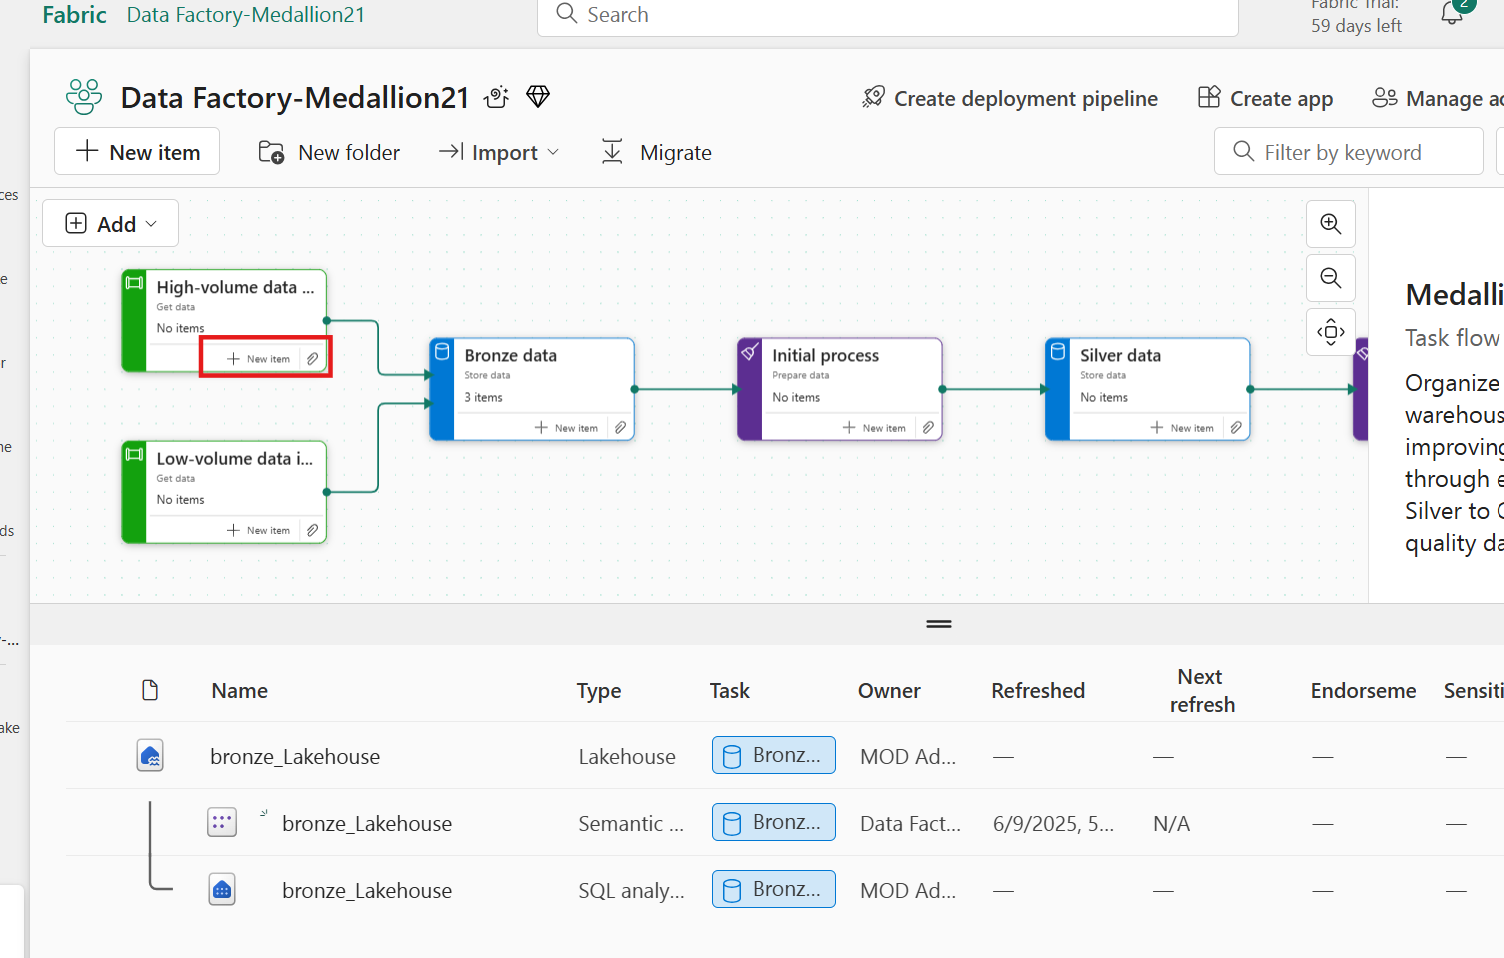 Fabric Data Factory-Medallion21
Search
Fabric Trial:
59 days left
2
Data Factory-Medallion21
Create deployment pipeline
Create app
Manage ac
New item
New folder
Import
Migrate
Filter by keyword
ces
Add
High-volume data ...
Get data
No items
New item
Bronze data
Store data
3 items
New item
Initial process
Prepare data
No items
New item
Silver data
Store data
No items
New item
Low-volume data i...
Get data
No items
New item
Medalli
Task flow
Organize
warehous
improving
through e
Silver to G
quality da
ds
ake
Name Type Task Owner Refreshed Next refresh Endorseme Sensiti
bronze_Lakehouse Lakehouse Bronz... MOD Ad... — — — —
bronze_Lakehouse Semantic ... Bronz... Data Fact... 6/9/2025, 5... N/A — —
bronze_Lakehouse SQL analy... Bronz... MOD Ad... — — — —